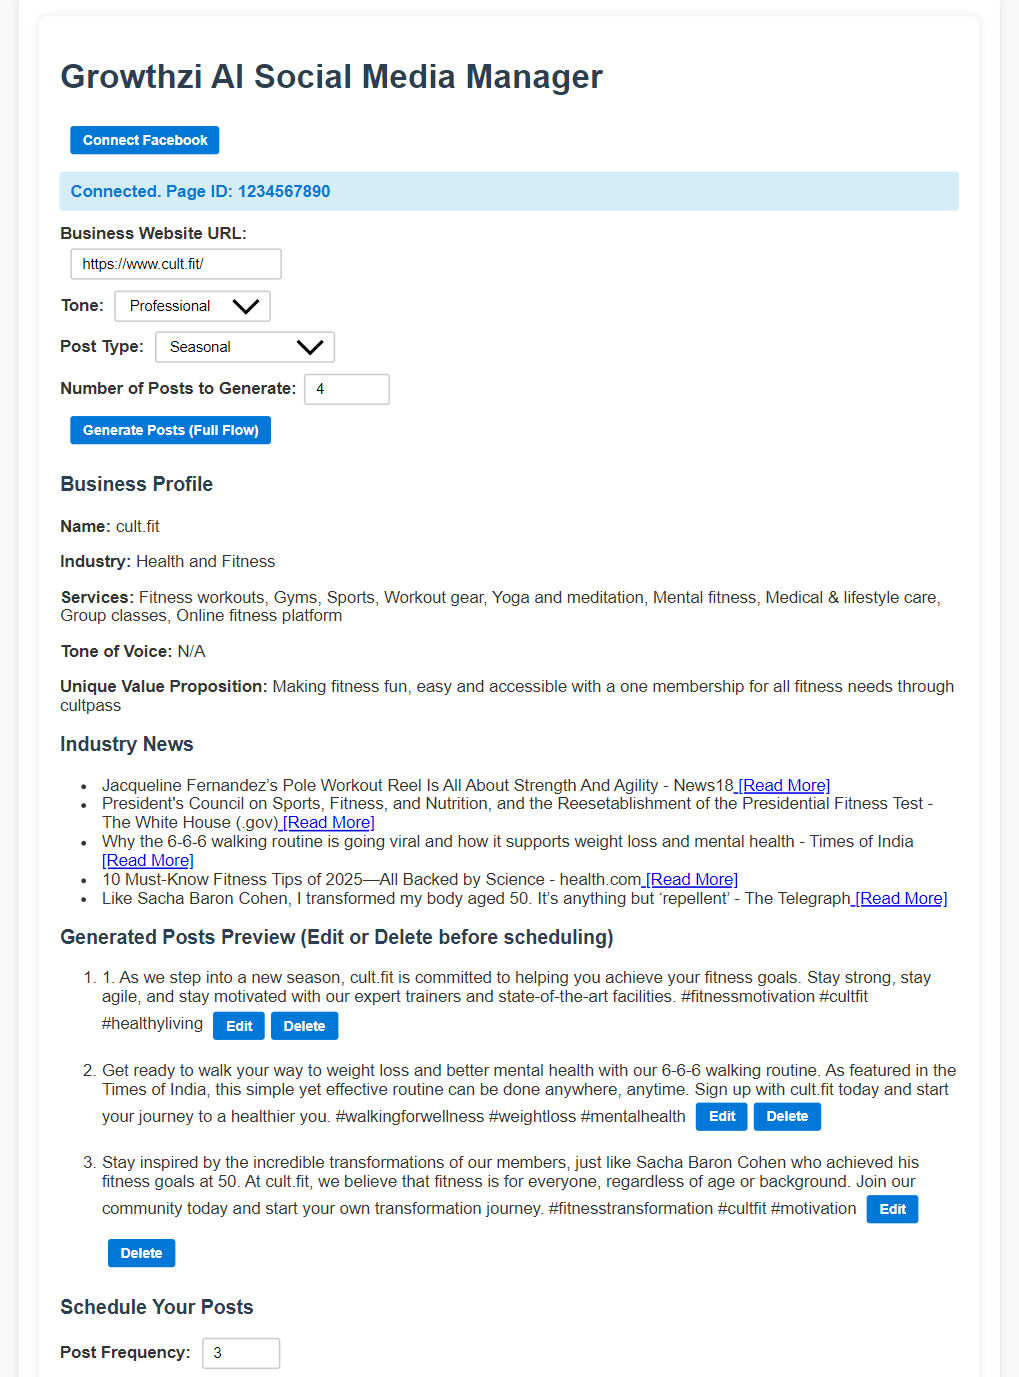 Growthzi AI Social Media Manager
Connect Facebook
Connected. Page ID: 1234567890
Business Website URL:
https://www.cult.fit/
Tone: Professional
Post Type: Seasonal
Number of Posts to Generate: 4
Generate Posts (Full Flow)
Business Profile
Name: cult.fit
Industry: Health and Fitness
Services: Fitness workouts, Gyms, Sports, Workout gear, Yoga and meditation, Mental fitness, Medical & lifestyle care,
Group classes, Online fitness platform
Tone of Voice: N/A
Unique Value Proposition: Making fitness fun, easy and accessible with a one membership for all fitness needs through
cultpass
Industry News
• Jacqueline Fernandez’s Pole Workout Reel Is All About Strength And Agility - News18 [Read More]
• President's Council on Sports, Fitness, and Nutrition, and the Reesetablishment of the Presidential Fitness Test -
The White House (.gov) [Read More]
• Why the 6-6-6 walking routine is going viral and how it supports weight loss and mental health - Times of India
[Read More]
• 10 Must-Know Fitness Tips of 2025—All Backed by Science - health.com [Read More]
• Like Sacha Baron Cohen, I transformed my body aged 50. It’s anything but ‘repellent’ - The Telegraph [Read More]
Generated Posts Preview (Edit or Delete before scheduling)
1. 1. As we step into a new season, cult.fit is committed to helping you achieve your fitness goals. Stay strong, stay
agile, and stay motivated with our expert trainers and state-of-the-art facilities. #fitnessmotivation #cultfit
#healthyliving Edit Delete
2. Get ready to walk your way to weight loss and better mental health with our 6-6-6 walking routine. As featured in the
Times of India, this simple yet effective routine can be done anywhere, anytime. Sign up with cult.fit today and start
your journey to a healthier you. #walkingforwellness #weightloss #mentalhealth Edit Delete
3. Stay inspired by the incredible transformations of our members, just like Sacha Baron Cohen who achieved his
fitness goals at 50. At cult.fit, we believe that fitness is for everyone, regardless of age or background. Join our
community today and start your own transformation journey. #fitnesstransformation #cultfit #motivation Edit
Delete
Schedule Your Posts
Post Frequency: 3